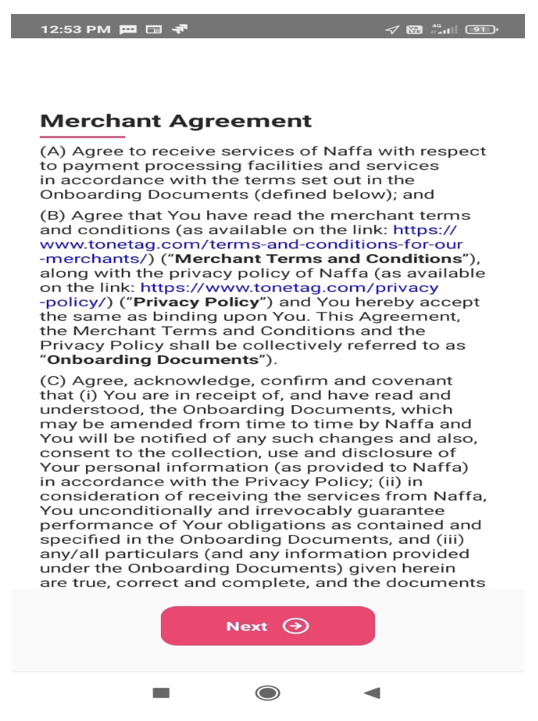 12:53 PM
4G
91
Merchant Agreement
(A) Agree to receive services of Naffa with respect
to payment processing facilities and services
in accordance with the terms set out in the
Onboarding Documents (defined below); and
(B) Agree that You have read the merchant terms
and conditions (as available on the link: https://
www.tonetag.com/terms-and-conditions-for-our
-merchants/) (“Merchant Terms and Conditions”),
along with the privacy policy of Naffa (as available
on the link: https://www.tonetag.com/privacy
-policy/) (“Privacy Policy”) and You hereby accept
the same as binding upon You. This Agreement,
the Merchant Terms and Conditions and the
Privacy Policy shall be collectively referred to as
“Onboarding Documents”).
(C) Agree, acknowledge, confirm and covenant
that (i) You are in receipt of, and have read and
understood, the Onboarding Documents, which
may be amended from time to time by Naffa and
You will be notified of any such changes and also,
consent to the collection, use and disclosure of
Your personal information (as provided to Naffa)
in accordance with the Privacy Policy; (ii) in
consideration of receiving the services from Naffa,
You unconditionally and irrevocably guarantee
performance of Your obligations as contained and
specified in the Onboarding Documents, and (iii)
any/all particulars (and any information provided
under the Onboarding Documents) given herein
are true, correct and complete, and the documents
Next